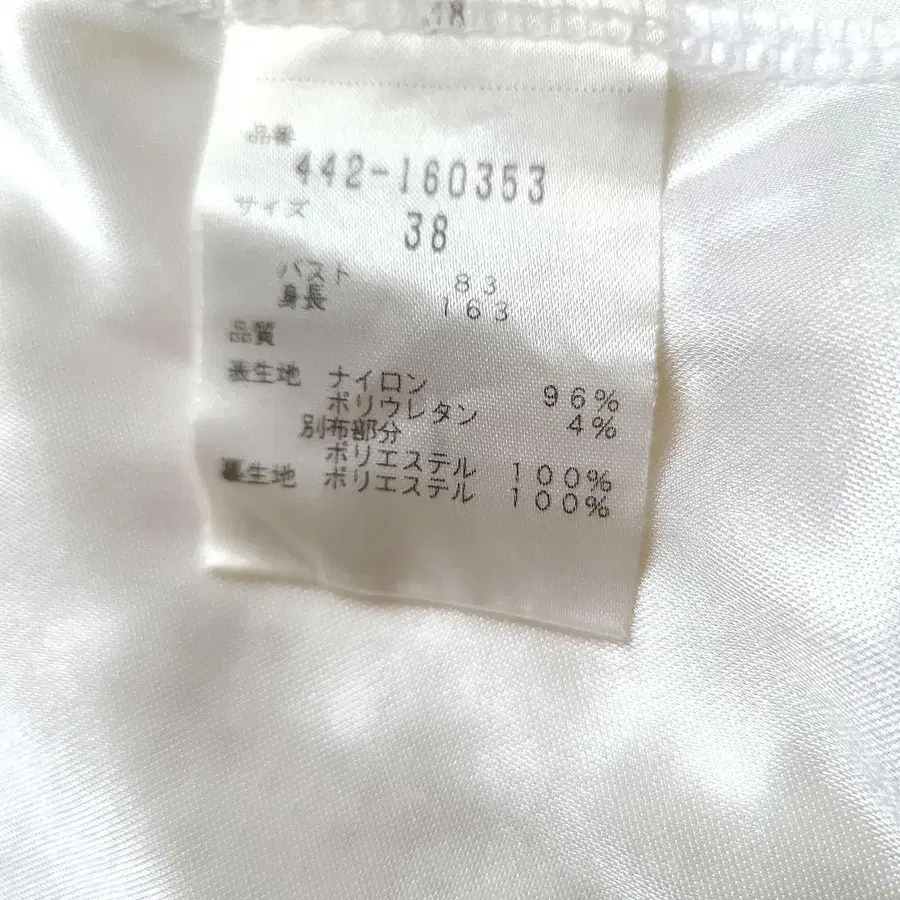 品番
442-160353
サイズ
38
バスト 83
身長 163
品質
表生地 ナイロン 96%
ポリウレタン 4%
別布部分
ポリエステル 100%
裏生地 ポリエステル 100%